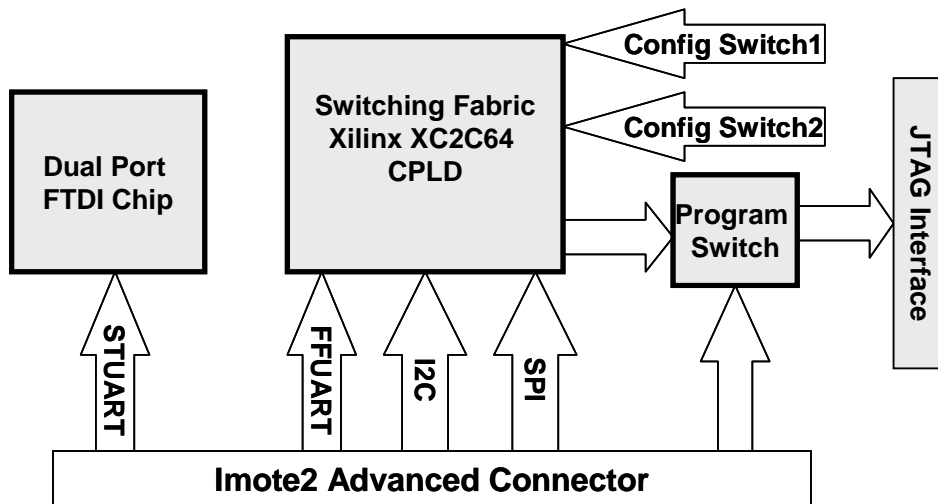 Config Switch1
Switching Fabric
Xilinx XC2C64
CPLD
Config Switch2
Dual Port
FTDI Chip
Program
Switch
JTAG Interface
STUART
FFUART
I2C
SPI
Imote2 Advanced Connector